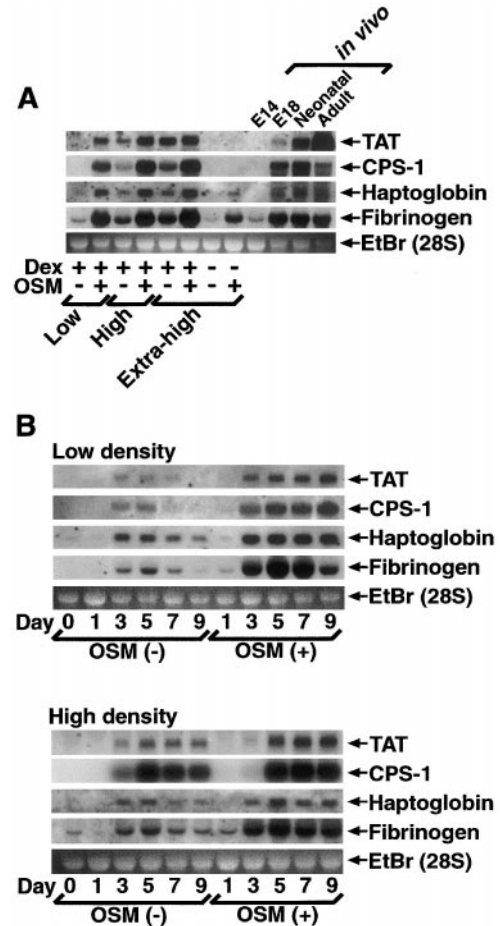 in vivo
A
E14 E18 Neonatal Adult
TAT
CPS-1
Haptoglobin
Fibrinogen
EtBr (28S)
Dex + + + + + + - -
OSM - + - + - + - +
Low High Extra-high
B
Low density
TAT
CPS-1
Haptoglobin
Fibrinogen
EtBr (28S)
Day 0 1 3 5 7 9 1 3 5 7 9
OSM (-) OSM (+)
High density
TAT
CPS-1
Haptoglobin
Fibrinogen
EtBr (28S)
Day 0 1 3 5 7 9 1 3 5 7 9
OSM (-) OSM (+)